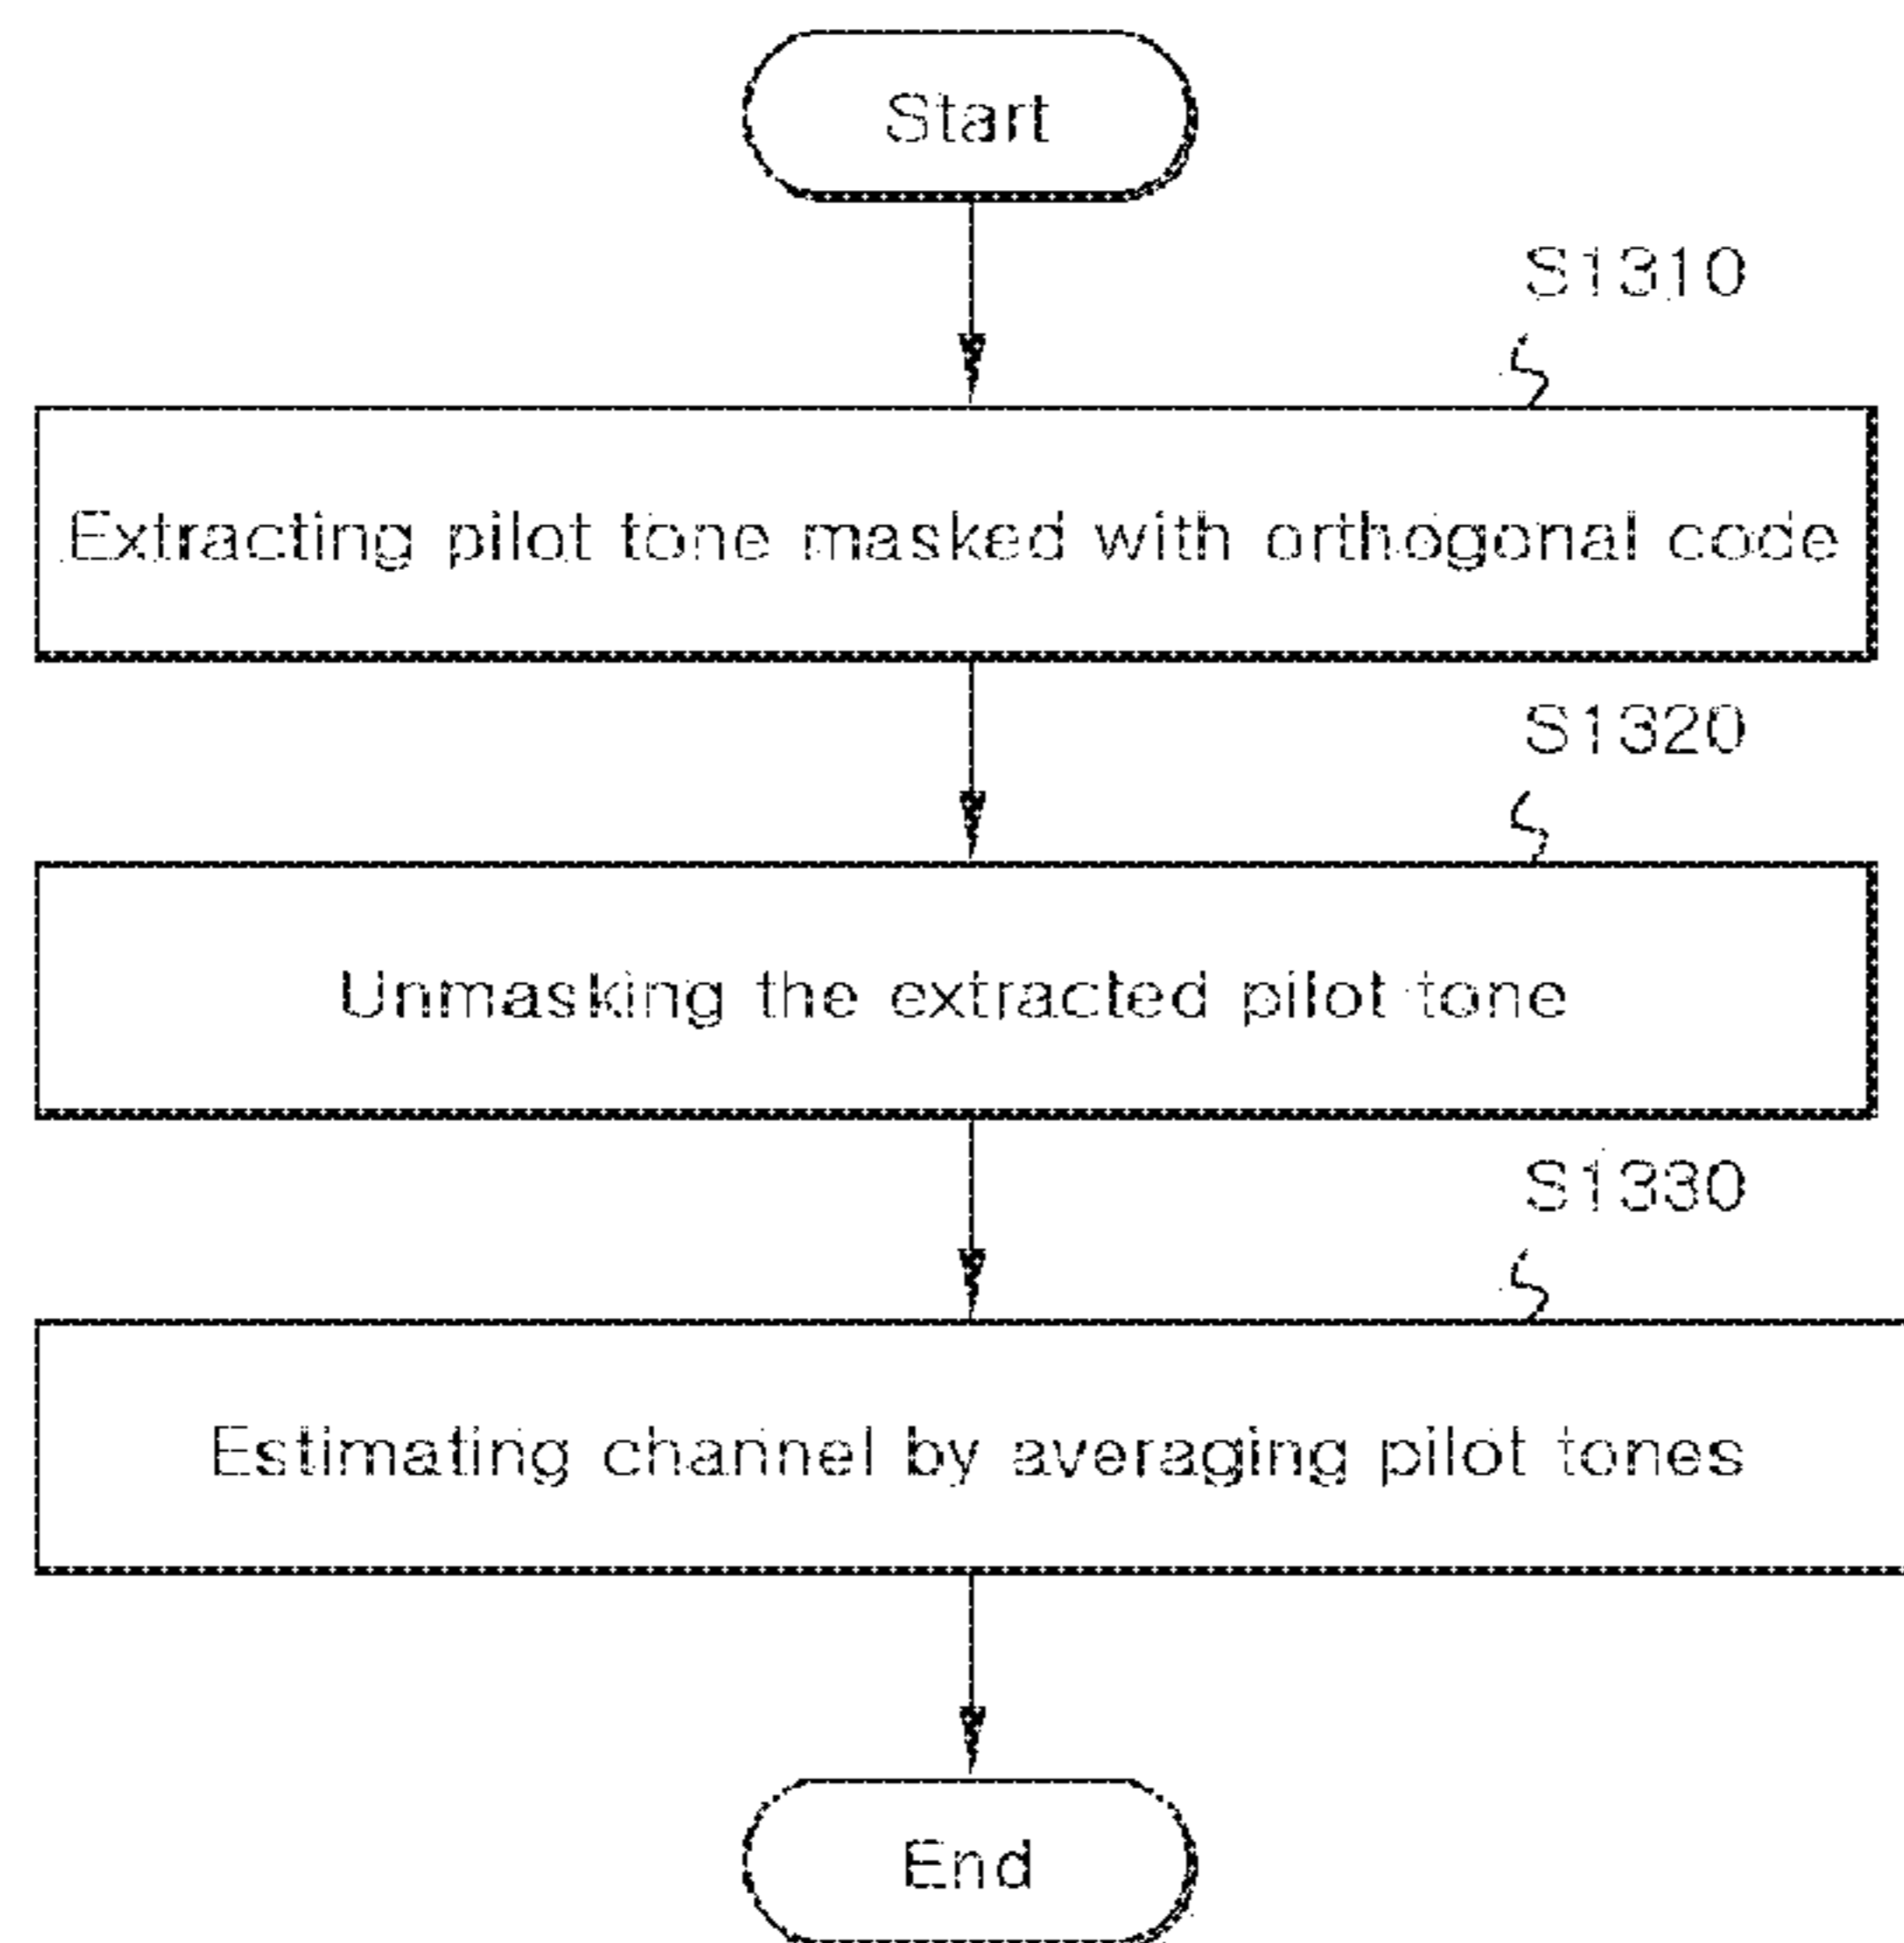 Start
S1310
Extracting pilot tone masked with orthogonal code
S1320
Unmasking the extracted pilot tone
S1330
Estimating channel by averaging pilot tones
End